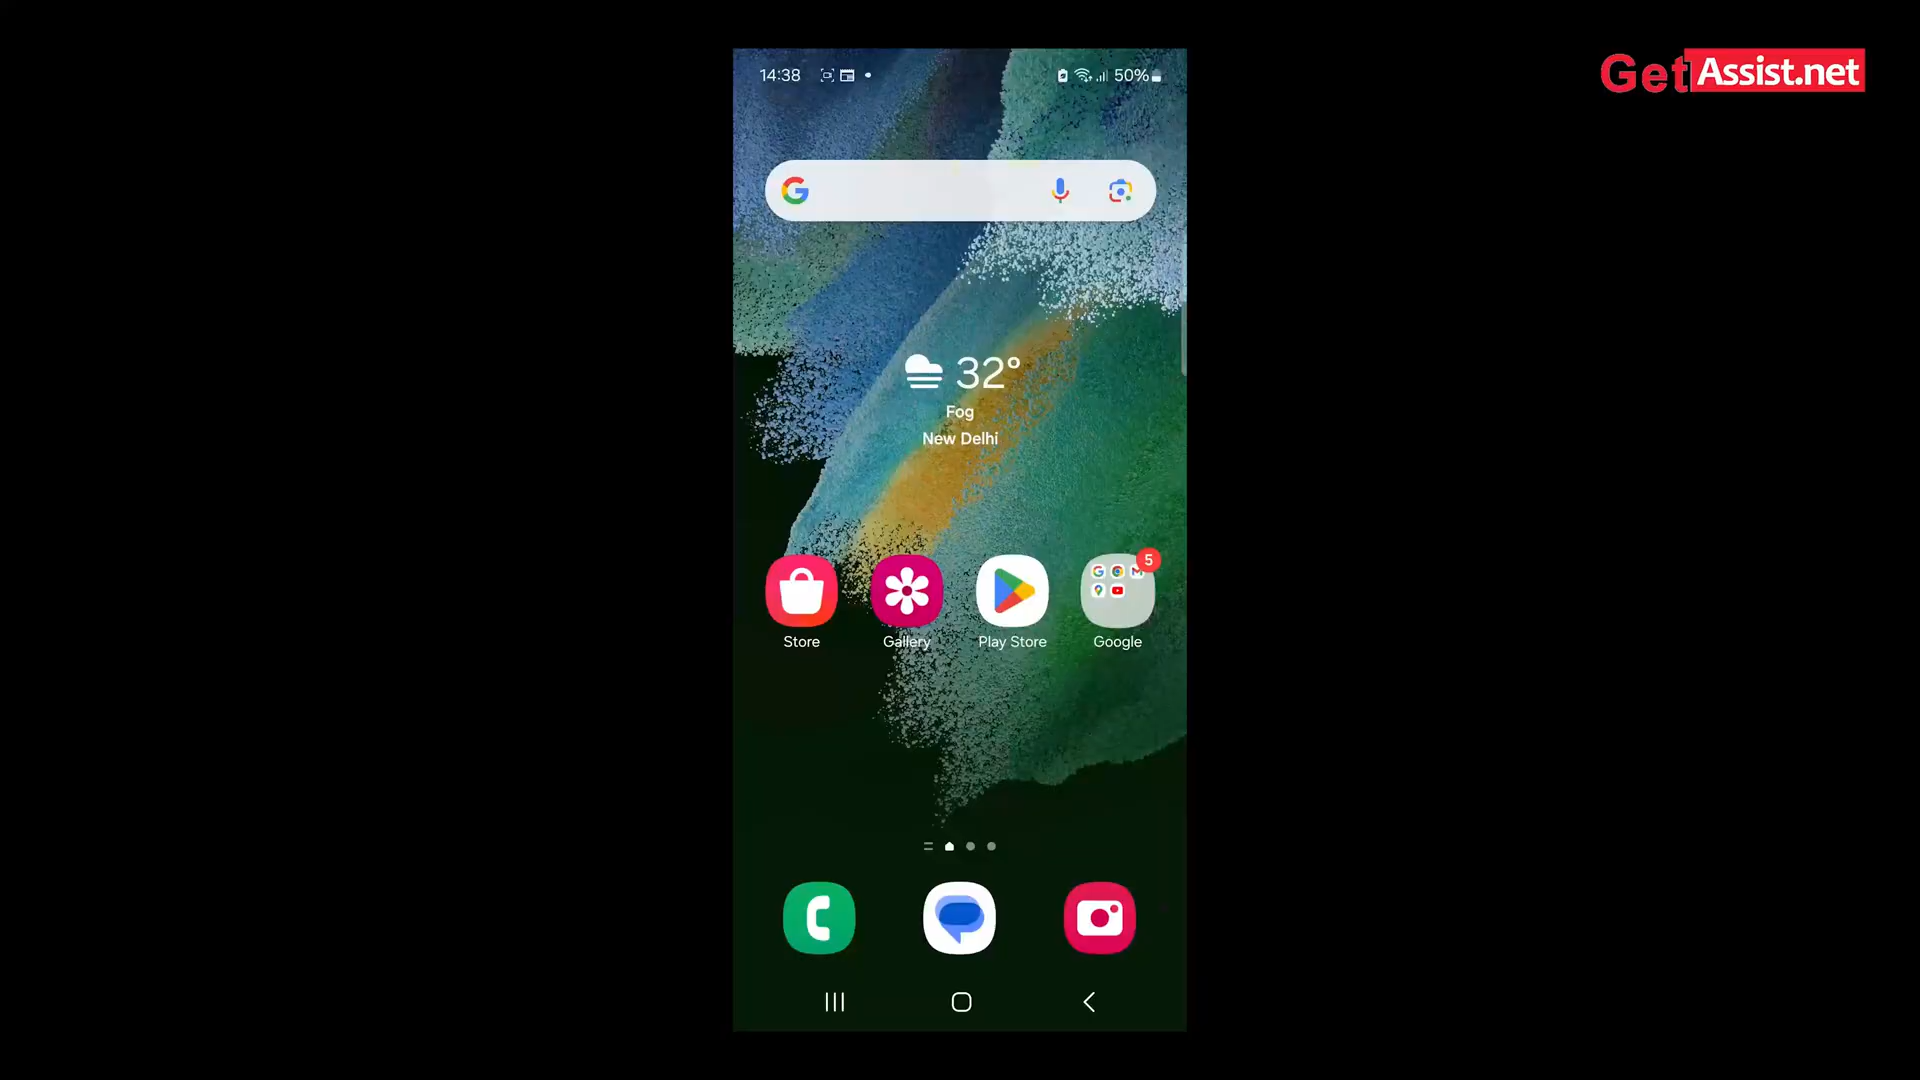 GetAssist.net
14:38
50%
32°
Fog
New Delhi
5
Store
Gallery
Play Store
Google